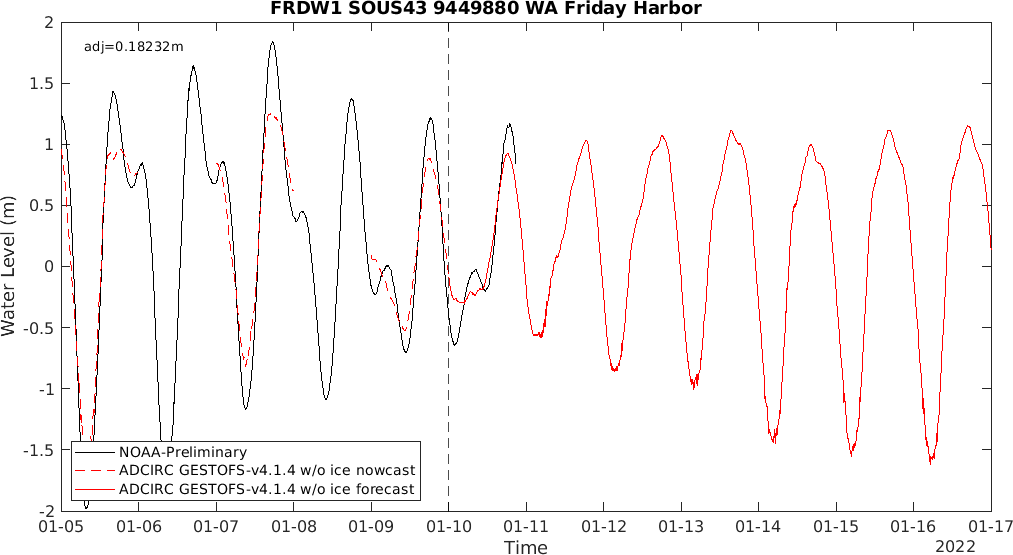 FRDW1 SOUS43 9449880 WA Friday Harbor
adj=0.18232m
Water Level (m)
2
1.5
1
0.5
0
-0.5
-1
-1.5
-2
NOAA-Preliminary
ADCIRC GESTOFS-v4.1.4 w/o ice nowcast
ADCIRC GESTOFS-v4.1.4 w/o ice forecast
01-05 01-06 01-07 01-08 01-09 01-10 01-11 01-12 01-13 01-14 01-15 01-16 01-17
Time
2022